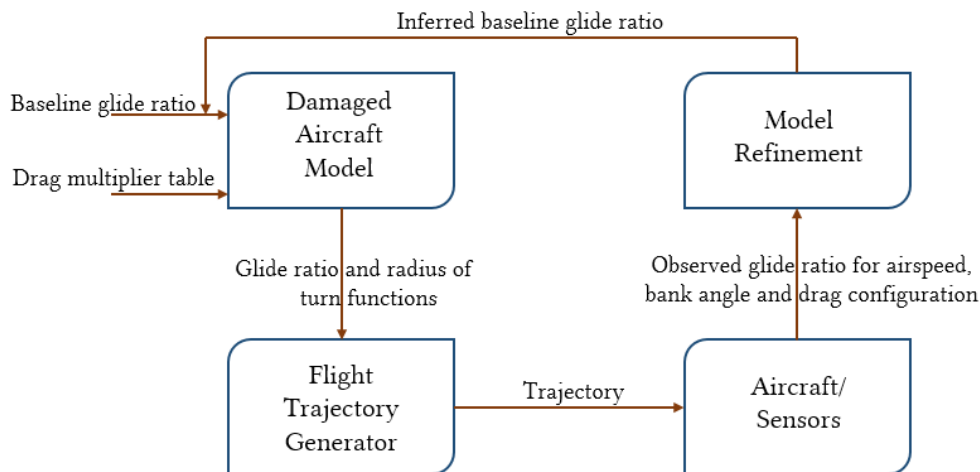 Inferred baseline glide ratio
Baseline glide ratio
Damaged
Aircraft
Model
Model
Refinement
Drag multiplier table
Glide ratio and radius of
turn functions
Observed glide ratio for airspeed,
bank angle and drag configuration
Flight
Trajectory
Generator
Trajectory
Aircraft/
Sensors